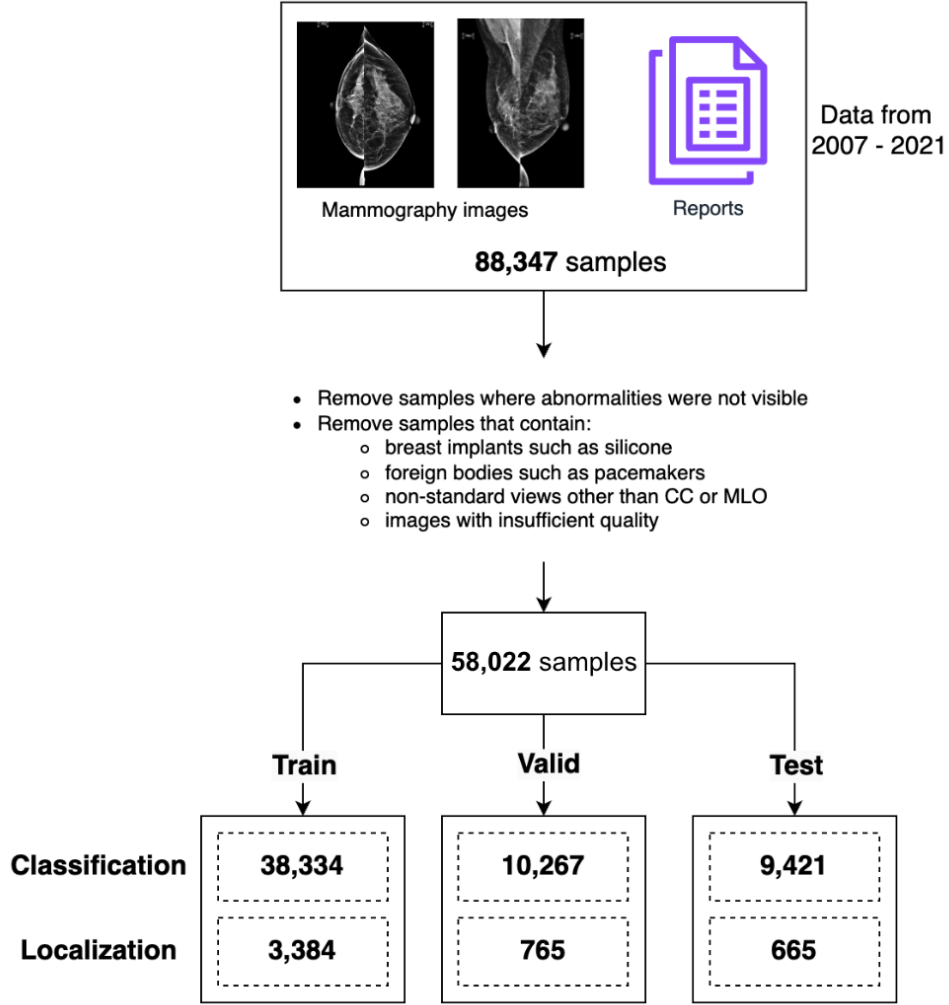 Data from
2007 - 2021
Mammography images
Reports
88,347 samples
• Remove samples where abnormalities were not visible
• Remove samples that contain:
o breast implants such as silicone
o foreign bodies such as pacemakers
o non-standard views other than CC or MLO
o images with insufficient quality
58,022 samples
Train Valid Test
Classification 38,334 10,267 9,421
Localization 3,384 765 665